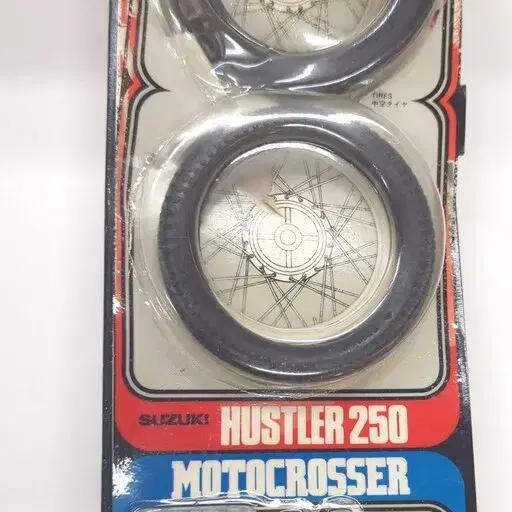 TIRES
中空タイヤ
SUZUKI HUSTLER 250
MOTOCROSSER